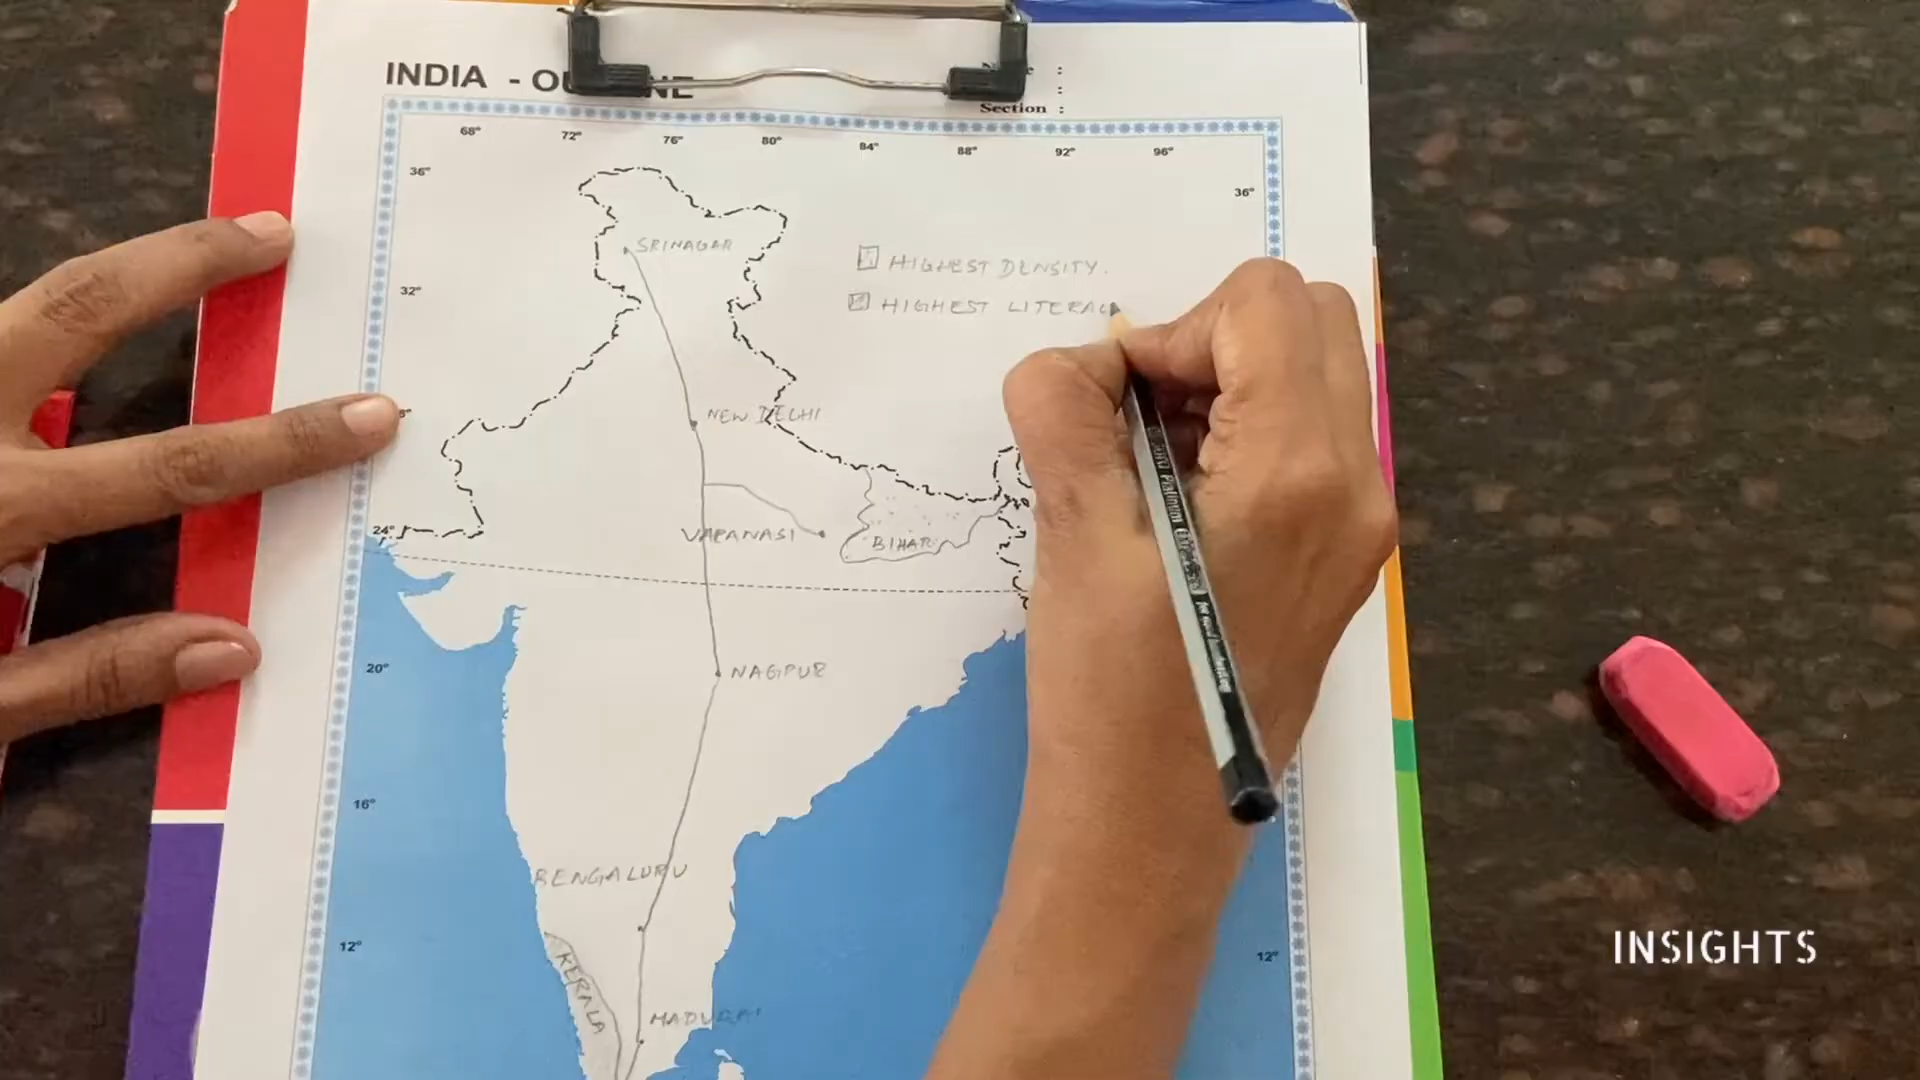 INDIA - OU NE
Section :
68° 72° 76° 80° 84° 88° 92° 96°
36° 36°
SRINAGAR
HIGHEST DENSITY.
32°
HIGHEST LITERAC
NEW DELHI
24°
VARANASI
BIHAR
20°
NAGPUR
16°
BENGALURU
12° 12°
KERALA
MADURAI
INSIGHTS